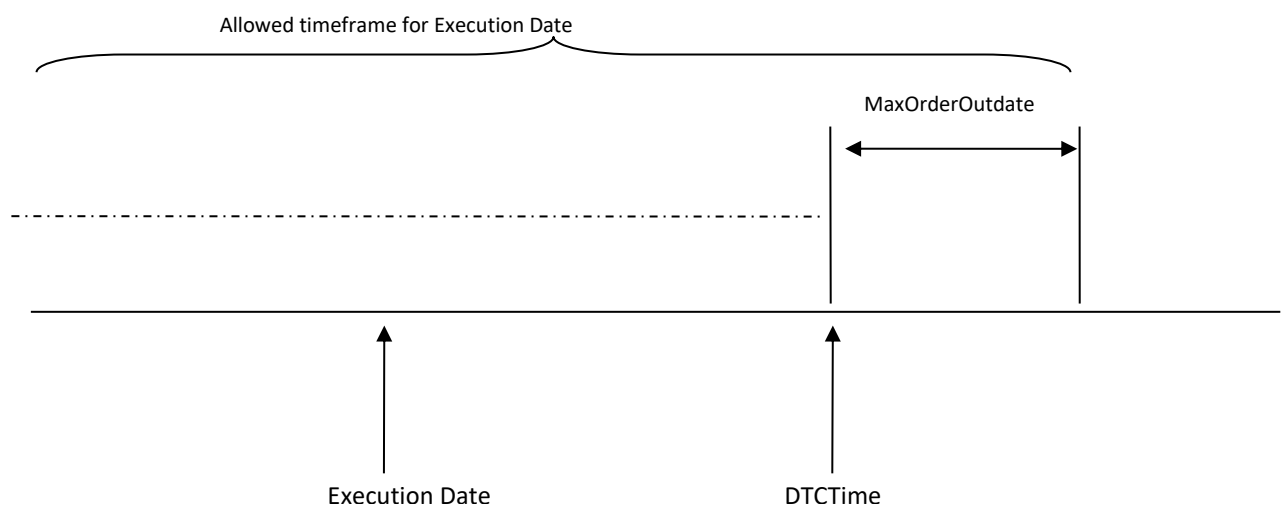 Allowed timeframe for Execution Date
MaxOrderOutdate
Execution Date
DTCTime